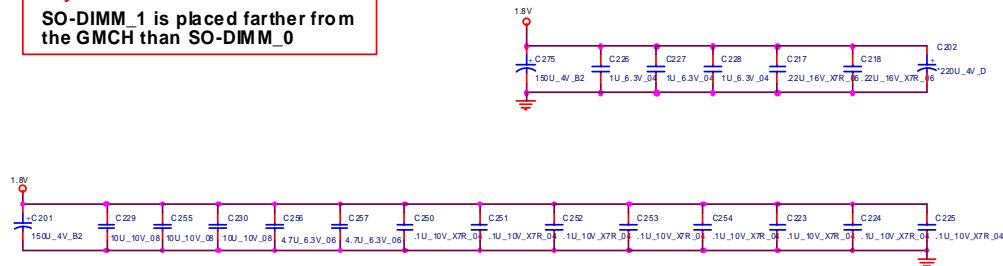 SO-DIMM_1 is placed farther from
the GMCH than SO-DIMM_0
1.8V
C275 C226 C227 C228 C217 C218 C202
150U_4V_B2 1U_6.3V_04 1U_6.3V_04 1U_6.3V_04 .22U_16V_X7R_06 .22U_16V_X7R_06 *220U_4V_D
1.8V
C201 C229 C255 C230 C256 C257 C250 C251 C252 C253 C254 C223 C224 C225
150U_4V_B2 10U_10V_08 10U_10V_08 10U_10V_08 4.7U_6.3V_06 4.7U_6.3V_06 .1U_10V_X7R_04 .1U_10V_X7R_04 .1U_10V_X7R_04 .1U_10V_X7R_04 .1U_10V_X7R_04 .1U_10V_X7R_04 .1U_10V_X7R_04 .1U_10V_X7R_04